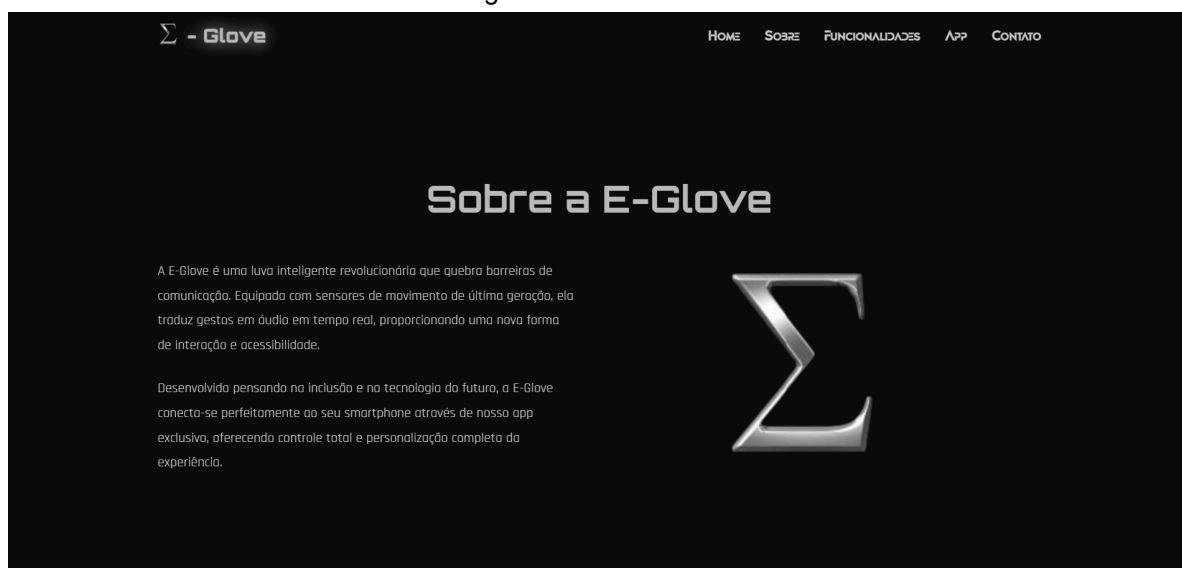 Σ - Glove
Home Sobre Funcionalidades App Contato
Sobre a E-Glove
A E-Glove é uma luva inteligente revolucionária que quebra barreiras de
comunicação. Equipada com sensores de movimento de última geração, ela
traduz gestos em áudio em tempo real, proporcionando uma nova forma
de interação e acessibilidade.
Desenvolvida pensando na inclusão e na tecnologia do futuro, a E-Glove
conecta-se perfeitamente ao seu smartphone através de nosso app
exclusivo, oferecendo controle total e personalização completa da
experiência.
Σ